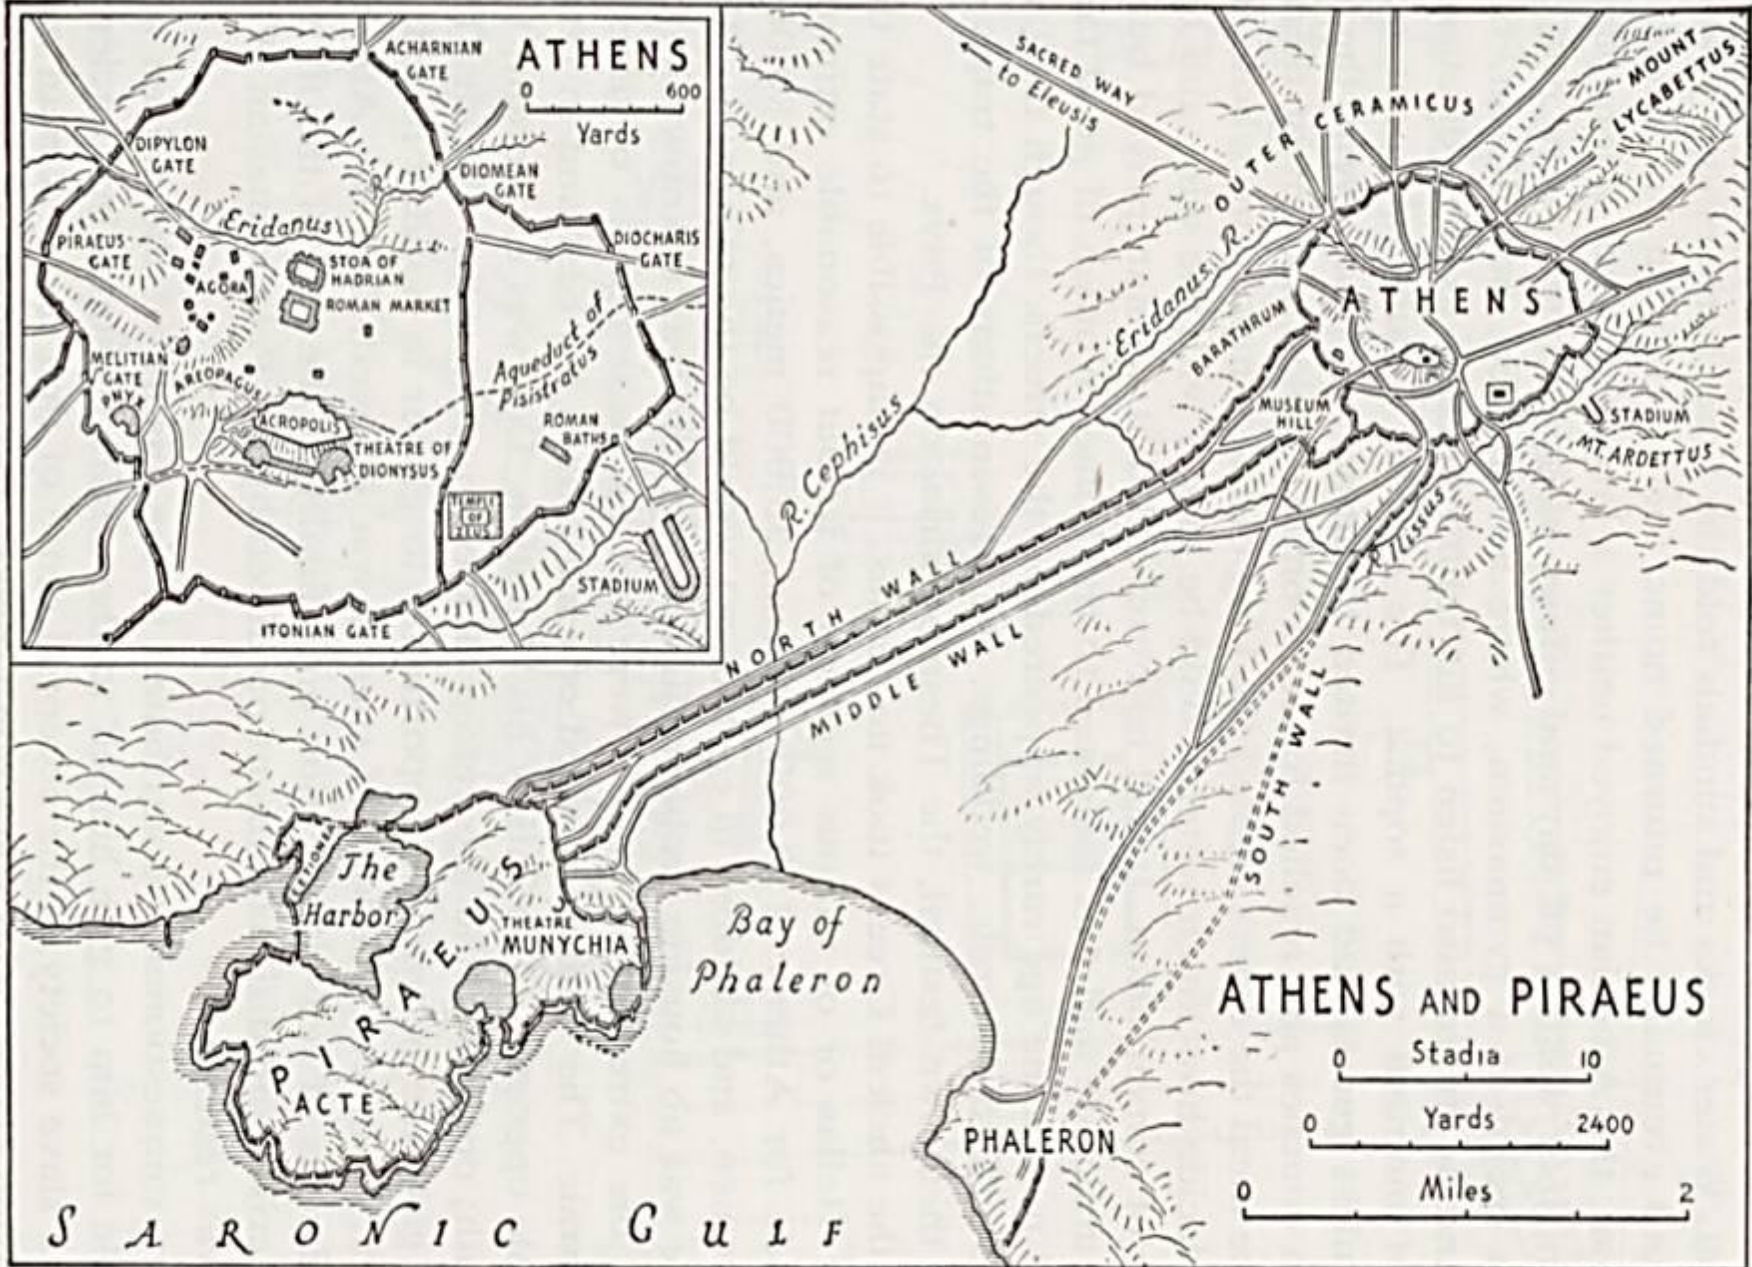 ATHENS
0 600
Yards
ACHARNIAN
GATE
DIPYLON
GATE
DIOMEAN
GATE
Eridanus
PIRAEUS
GATE
DIOCHARIS
GATE
STOA OF
HADRIAN
AGORA
ROMAN MARKET
MELITIAN
GATE
PNYX
AREOPAGUS
Aqueduct of
Pisistratus
ACROPOLIS
ROMAN
BATHS
THEATRE OF
DIONYSUS
TEMPLE
OF
ZEUS
STADIUM
ITONIAN GATE
SACRED WAY
to Eleusis
OUTER CERAMICUS
MOUNT
LYCABETTUS
Eridanus R.
ATHENS
BARATHRUM
MUSEUM
HILL
STADIUM
MT. ARDETTUS
R. Cephisus
R. Ilissus
NORTH WALL
MIDDLE WALL
SOUTH WALL
EETIONEA
The
Harbor
PIRAEUS
THEATRE
MUNYCHIA
Bay of
Phaleron
ACTE
PHALERON
ATHENS AND PIRAEUS
0 Stadia 10
0 Yards 2400
0 Miles 2
SARONIC GULF